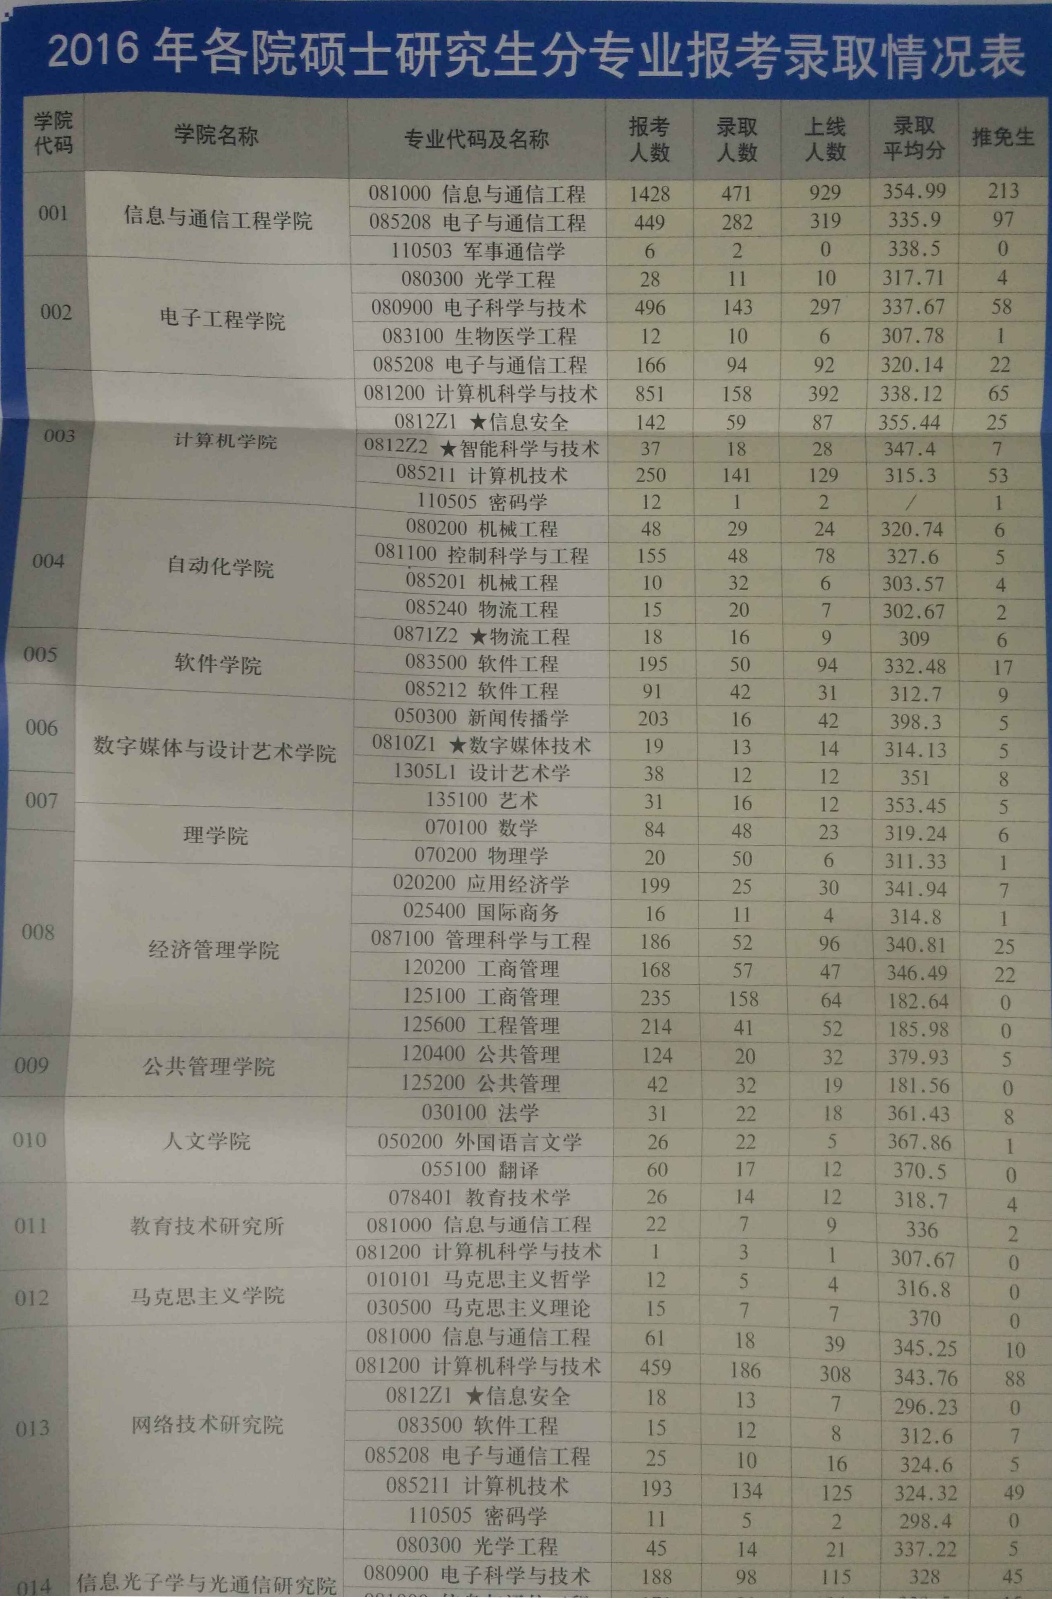 2016年各院硕士研究生分专业报考录取情况表
学院代码 学院名称 专业代码及名称 报考人数 录取人数 上线人数 录取平均分 推免生
001 信息与通信工程学院 081000 信息与通信工程 1428 471 929 354.99 213
085208 电子与通信工程 449 282 319 335.9 97
110503 军事通信学 6 2 0 338.5 0
002 电子工程学院 080300 光学工程 28 11 10 317.71 4
080900 电子科学与技术 496 143 297 337.67 58
083100 生物医学工程 12 10 6 307.78 1
085208 电子与通信工程 166 94 92 320.14 22
003 计算机学院 081200 计算机科学与技术 851 158 392 338.12 65
0812Z1 ★信息安全 142 59 87 355.44 25
0812Z2 ★智能科学与技术 37 18 28 347.4 7
085211 计算机技术 250 141 129 315.3 53
110505 密码学 12 1 2 / 1
004 自动化学院 080200 机械工程 48 29 24 320.74 6
081100 控制科学与工程 155 48 78 327.6 5
085201 机械工程 10 32 6 303.57 4
085240 物流工程 15 20 7 302.67 2
0871Z2 ★物流工程 18 16 9 309 6
005 软件学院 083500 软件工程 195 50 94 332.48 17
085212 软件工程 91 42 31 312.7 9
006 数字媒体与设计艺术学院 050300 新闻传播学 203 16 42 398.3 5
0810Z1 ★数字媒体技术 19 13 14 314.13 5
1305L1 设计艺术学 38 12 12 351 8
135100 艺术 31 16 12 353.45 5
007 理学院 070100 数学 84 48 23 319.24 6
070200 物理学 20 50 6 311.33 1
008 经济管理学院 020200 应用经济学 199 25 30 341.94 7
025400 国际商务 16 11 4 314.8 1
087100 管理科学与工程 186 52 96 340.81 25
120200 工商管理 168 57 47 346.49 22
125100 工商管理 235 158 64 182.64 0
125600 工程管理 214 41 52 185.98 0
009 公共管理学院 120400 公共管理 124 20 32 379.93 5
125200 公共管理 42 32 19 181.56 0
010 人文学院 030100 法学 31 22 18 361.43 8
050200 外国语言文学 26 22 5 367.86 1
055100 翻译 60 17 12 370.5 0
011 教育技术研究所 078401 教育技术学 26 14 12 318.7 4
081000 信息与通信工程 22 7 9 336 2
081200 计算机科学与技术 1 3 1 307.67 0
012 马克思主义学院 010101 马克思主义哲学 12 5 4 316.8 0
030500 马克思主义理论 15 7 7 370 0
013 网络技术研究院 081000 信息与通信工程 61 18 39 345.25 10
081200 计算机科学与技术 459 186 308 343.76 88
0812Z1 ★信息安全 18 13 7 296.23 0
083500 软件工程 15 12 8 312.6 7
085208 电子与通信工程 25 10 16 324.6 5
085211 计算机技术 193 134 125 324.32 49
110505 密码学 11 5 2 298.4 0
014 信息光子学与光通信研究院 080300 光学工程 45 14 21 337.22 5
080900 电子科学与技术 188 98 115 328 45